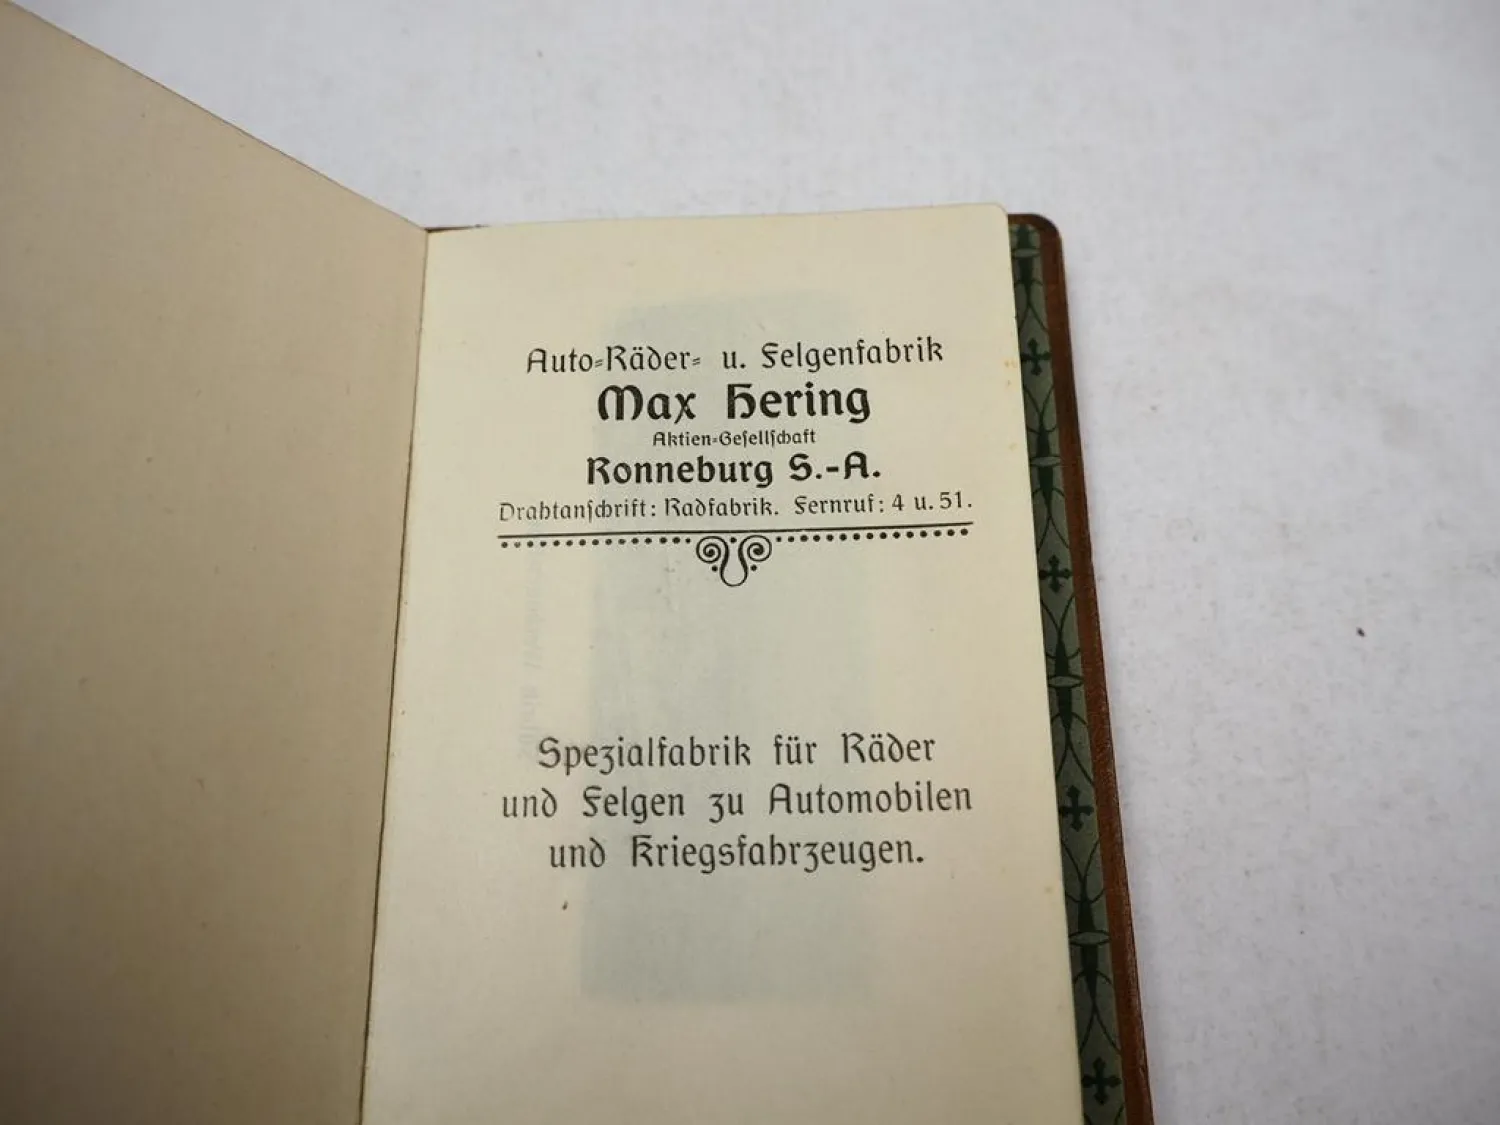 Auto-Räder- u. Felgenfabrik
Max Hering
Aktien-Geſellſchaft
Ronneburg S.-A.
Drahtanſchrift: Radfabrik. Fernruf: 4 u. 51.
Spezialfabrik für Räder
und Felgen zu Automobilen
und Kriegsfahrzeugen.